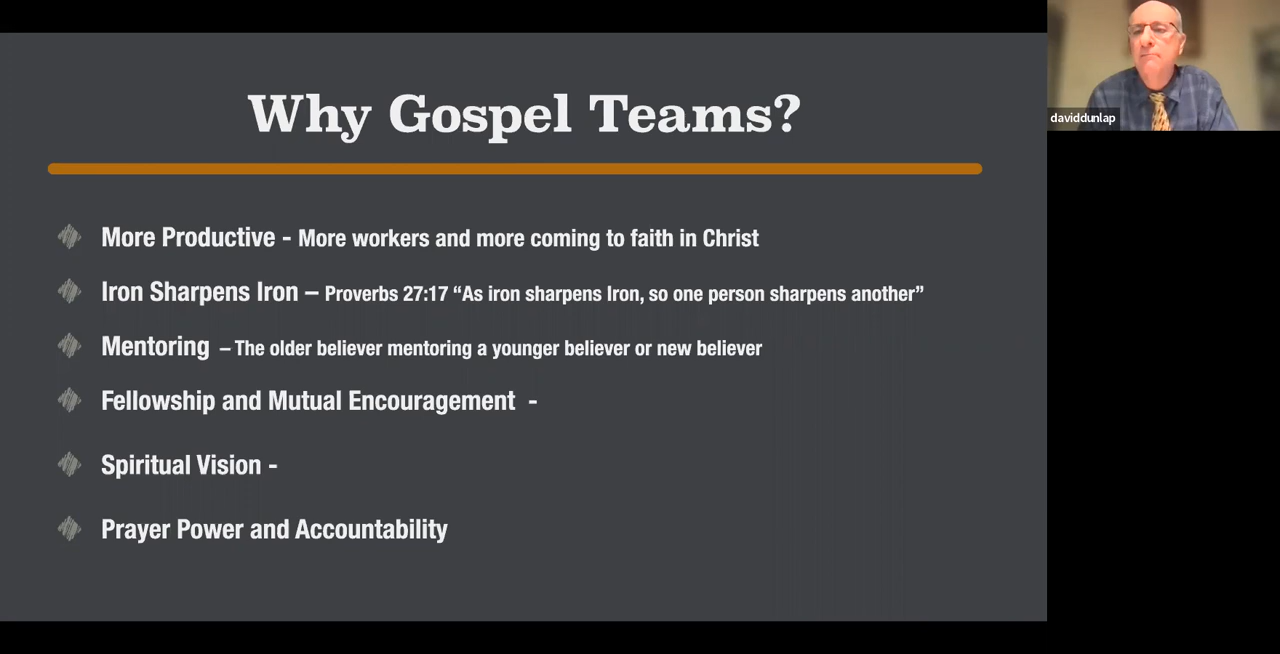 Why Gospel Teams?
More Productive - More workers and more coming to faith in Christ
Iron Sharpens Iron – Proverbs 27:17 “As iron sharpens Iron, so one person sharpens another”
Mentoring – The older believer mentoring a younger believer or new believer
Fellowship and Mutual Encouragement -
Spiritual Vision -
Prayer Power and Accountability
daviddunlap